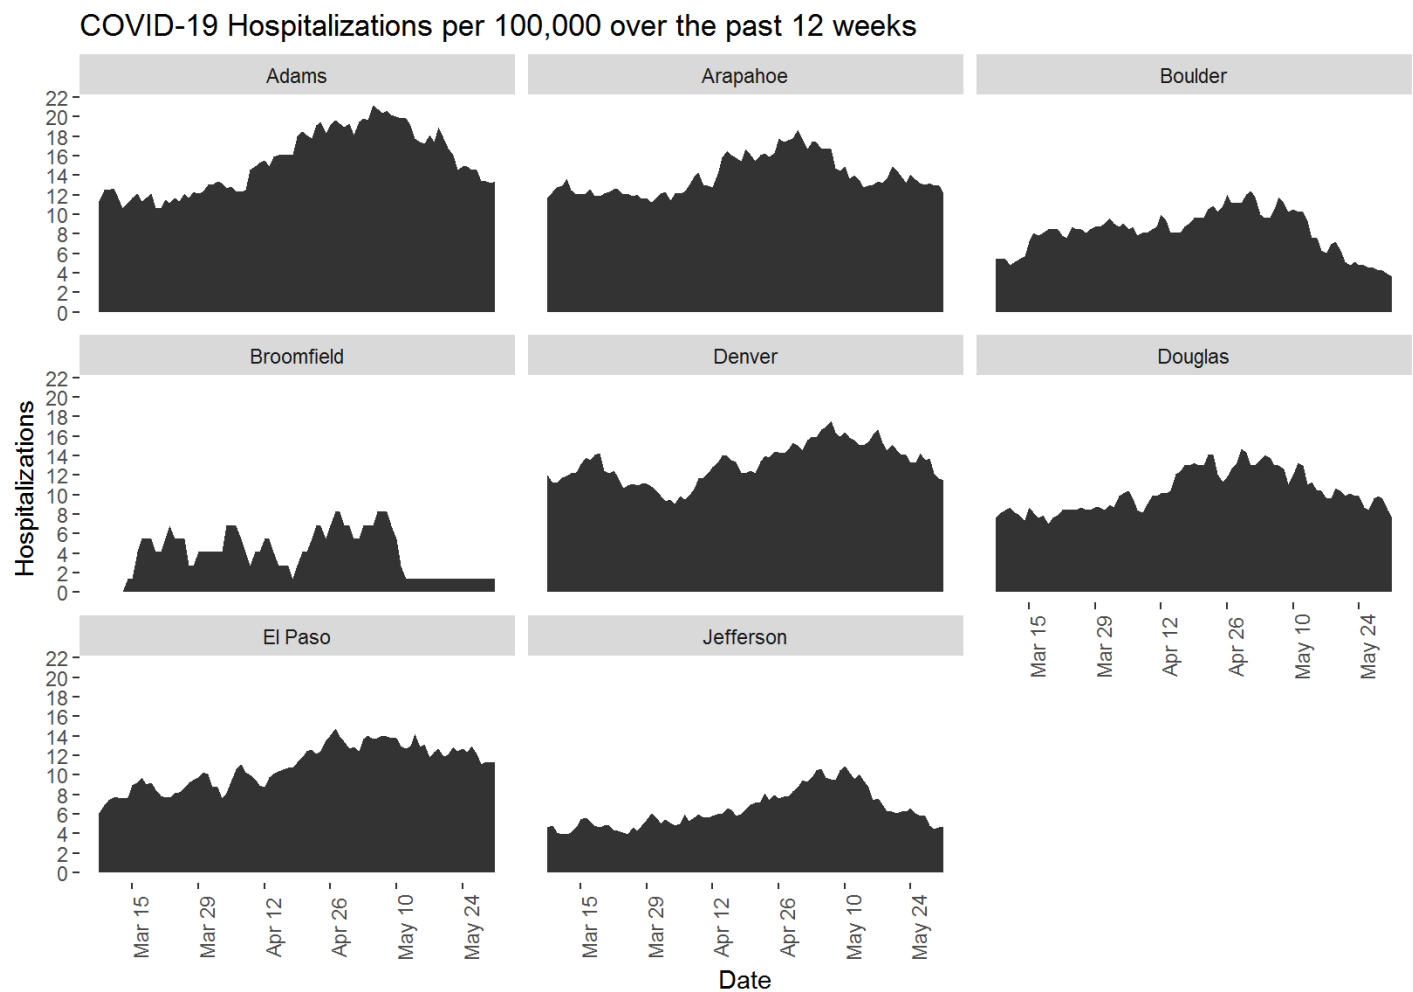 COVID-19 Hospitalizations per 100,000 over the past 12 weeks
Adams
Arapahoe
Boulder
22
20
18
16
14
12
10
8
6
4
2
0
Broomfield
Denver
Douglas
22
20
18
16
14
12
10
8
6
4
2
0
Hospitalizations
Mar 15
Mar 29
Apr 12
Apr 26
May 10
May 24
El Paso
Jefferson
22
20
18
16
14
12
10
8
6
4
2
0
Mar 15
Mar 29
Apr 12
Apr 26
May 10
May 24
Mar 15
Mar 29
Apr 12
Apr 26
May 10
May 24
Date